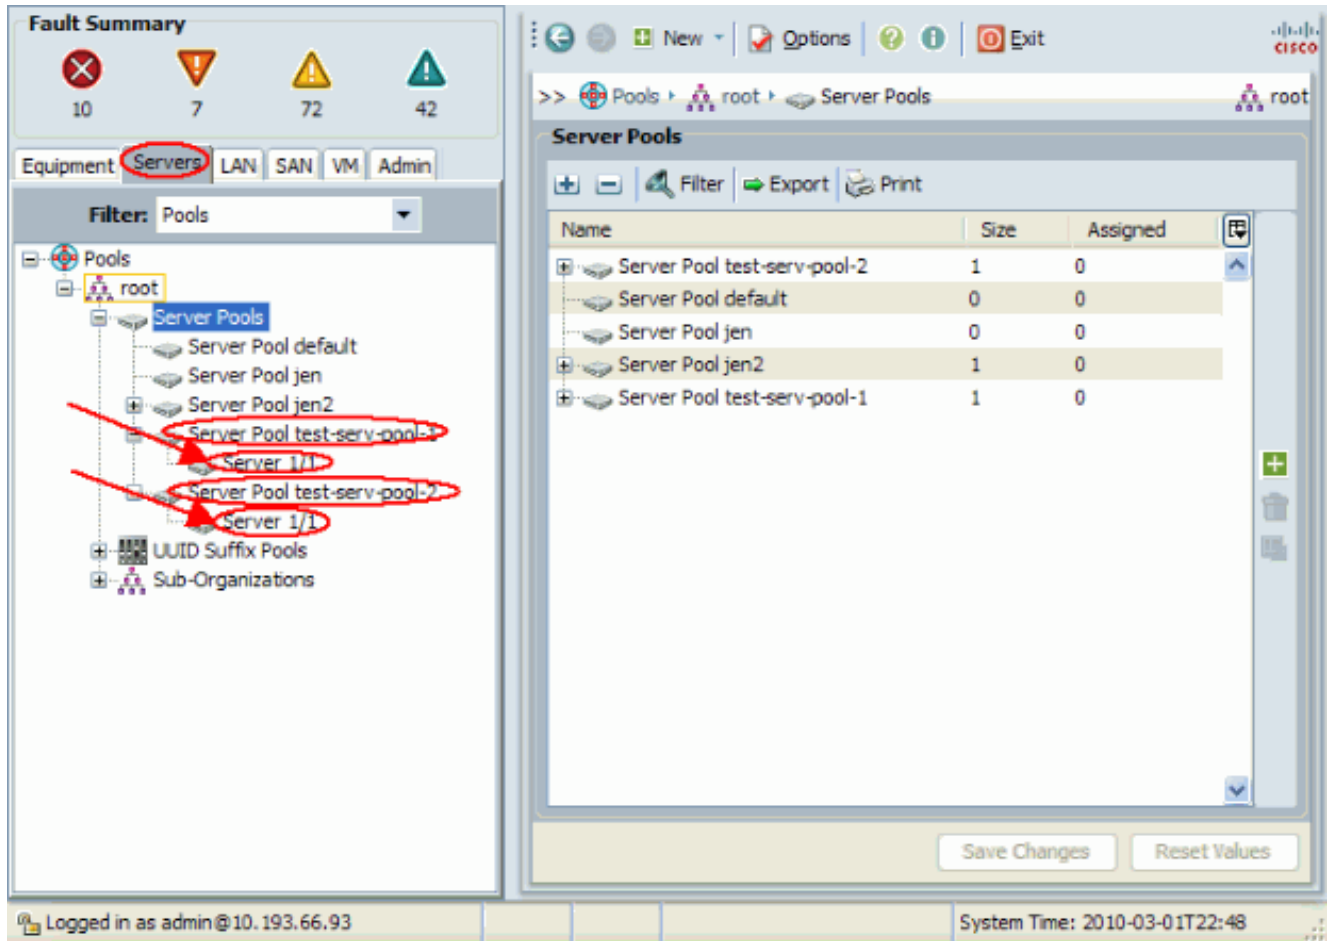 Fault Summary
10 7 72 42
Equipment Servers LAN SAN VM Admin
Filter: Pools
Pools
root
Server Pools
Server Pool default
Server Pool jen
Server Pool jen2
Server Pool test-serv-pool-1
Server 1/1
Server Pool test-serv-pool-2
Server 1/1
UUID Suffix Pools
Sub-Organizations
New Options Exit
CISCO
>> Pools root Server Pools root
Server Pools
Filter Export Print
Name Size Assigned
Server Pool test-serv-pool-2 1 0
Server Pool default 0 0
Server Pool jen 0 0
Server Pool jen2 1 0
Server Pool test-serv-pool-1 1 0
Save Changes Reset Values
Logged in as admin@10.193.66.93 System Time: 2010-03-01T22:48